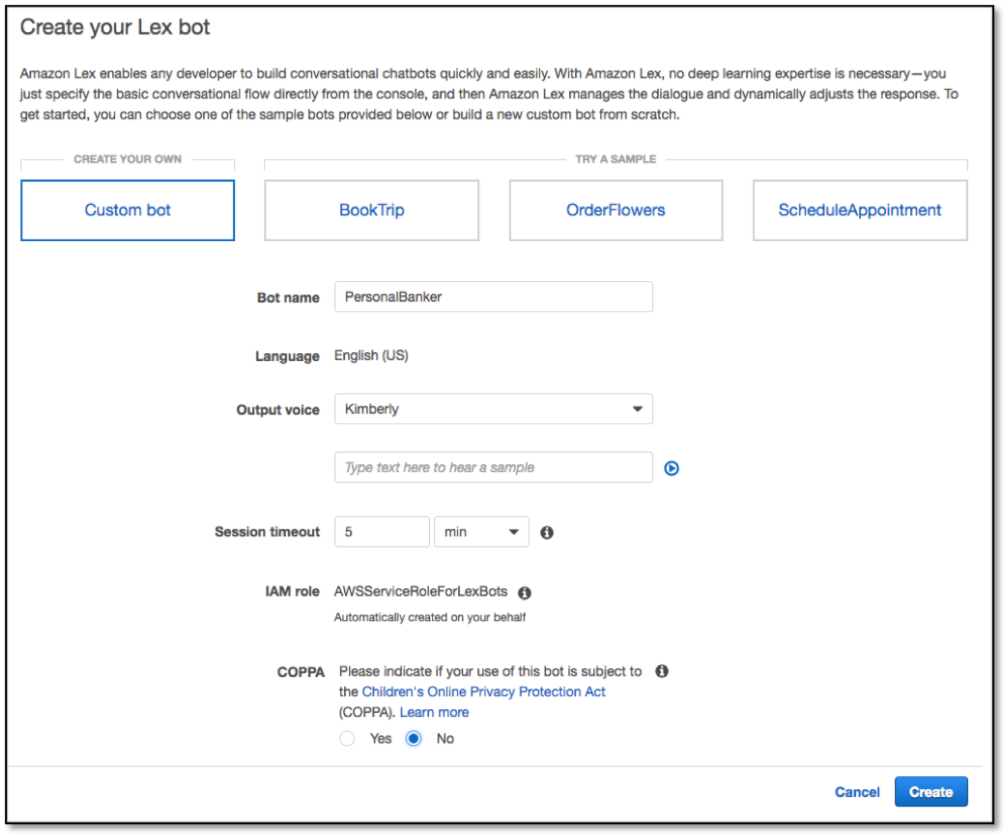 Create your Lex bot
Amazon Lex enables any developer to build conversational chatbots quickly and easily. With Amazon Lex, no deep learning expertise is necessary—you
just specify the basic conversational flow directly from the console, and then Amazon Lex manages the dialogue and dynamically adjusts the response. To
get started, you can choose one of the sample bots provided below or build a new custom bot from scratch.
CREATE YOUR OWN TRY A SAMPLE
Custom bot BookTrip OrderFlowers ScheduleAppointment
Bot name PersonalBanker
Language English (US)
Output voice Kimberly
Type text here to hear a sample
Session timeout 5 min
IAM role AWSServiceRoleForLexBots
Automatically created on your behalf
COPPA Please indicate if your use of this bot is subject to
the Children's Online Privacy Protection Act
(COPPA). Learn more
Yes No
Cancel Create